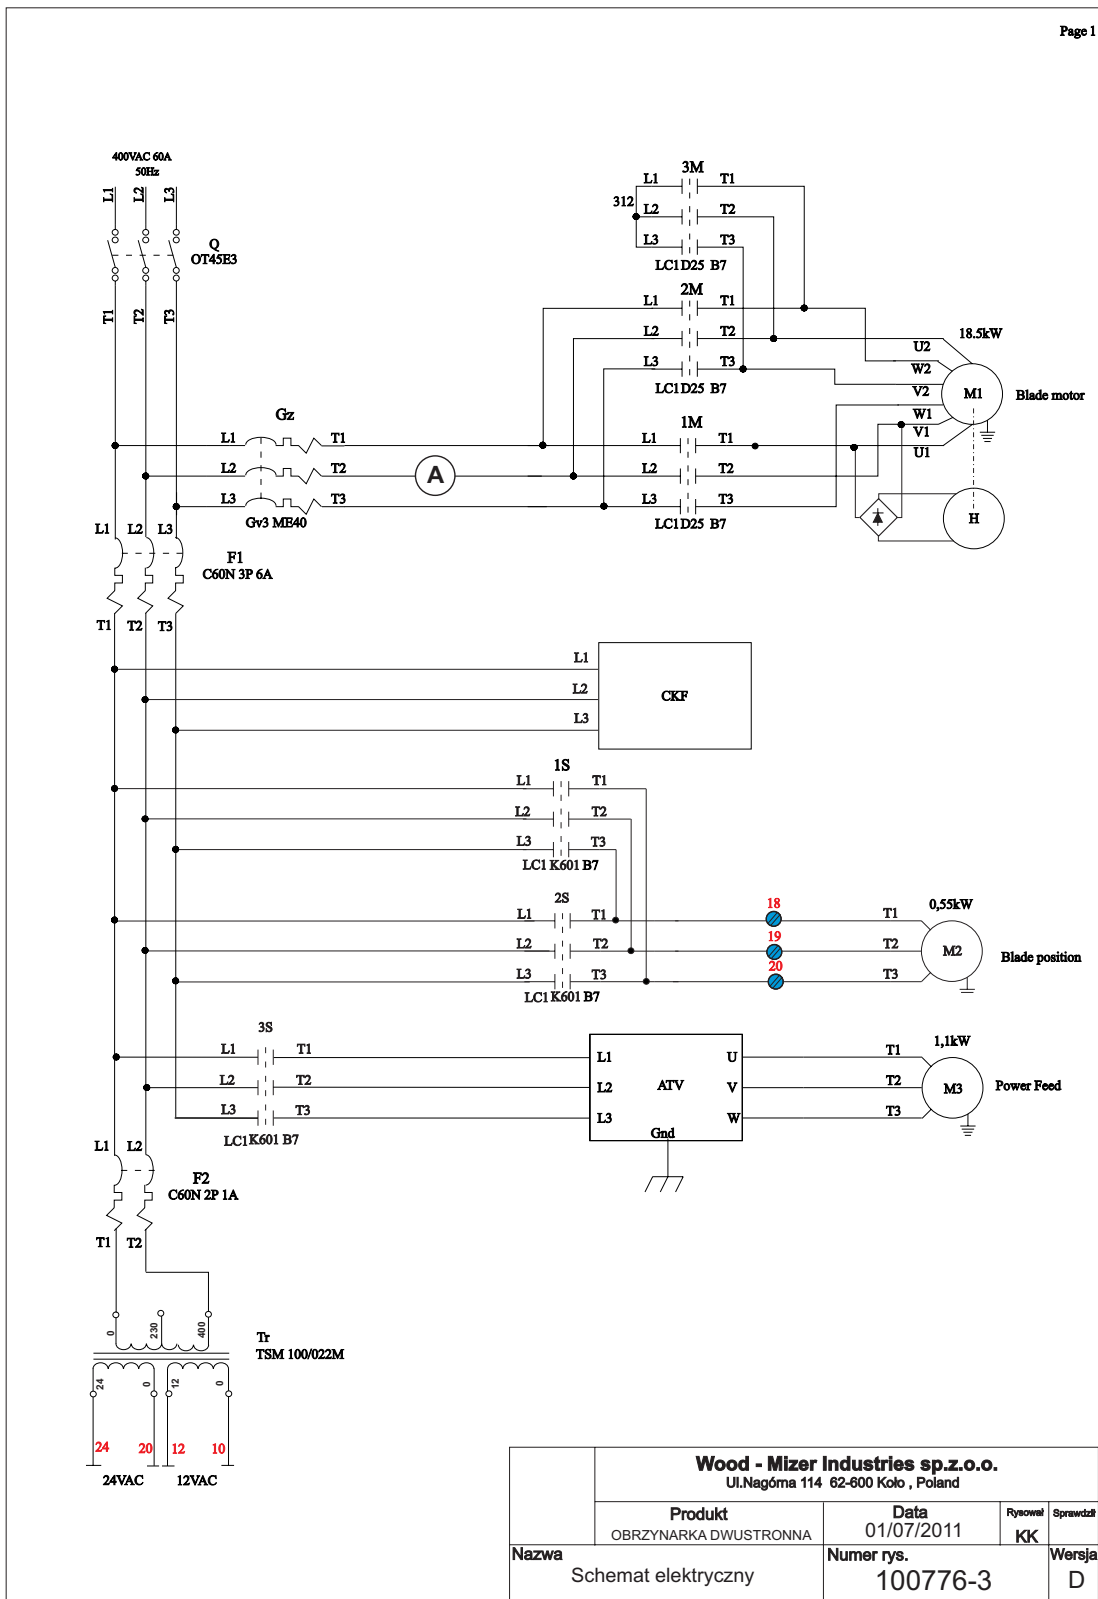 Page 1
400VAC 60A
50Hz
L1 L2 L3
Q
OT45E3
T1 T2 T3
3M
L1 T1
312
L2 T2
L3 T3
LC1D25 B7
2M
L1 T1
L2 T2
L3 T3
LC1D25 B7
18.5kW
U2
W2
V2
W1
V1
U1
M1
Blade motor
Gz
L1 T1
L2 T2
A
L3 T3
Gv3 ME40
1M
L1 T1
L2 T2
L3 T3
LC1D25 B7
H
L1 L2 L3
F1
C60N 3P 6A
T1 T2 T3
L1
L2
L3
CKF
1S
L1 T1
L2 T2
L3 T3
LC1 K601 B7
2S
L1 T1
L2 T2
L3 T3
LC1 K601 B7
18
19
20
0,55kW
T1
T2
T3
M2
Blade position
3S
L1 T1
L2 T2
L3 T3
LC1K601 B7
L1 U
L2 ATV V
L3 W
Gnd
1,1kW
T1
T2
T3
M3
Power Feed
L1 L2
F2
C60N 2P 1A
T1 T2
0 230 400
Tr
TSM 100/022M
24 0 12 0
24 20 12 10
24VAC 12VAC
Wood - Mizer Industries sp.z.o.o.
Ul.Nagórna 114 62-600 Koło , Poland
Produkt
OBRZYNARKA DWUSTRONNA
Data
01/07/2011
Rysował
KK
Sprawdził
Nazwa
Schemat elektryczny
Numer rys.
100776-3
Wersja
D